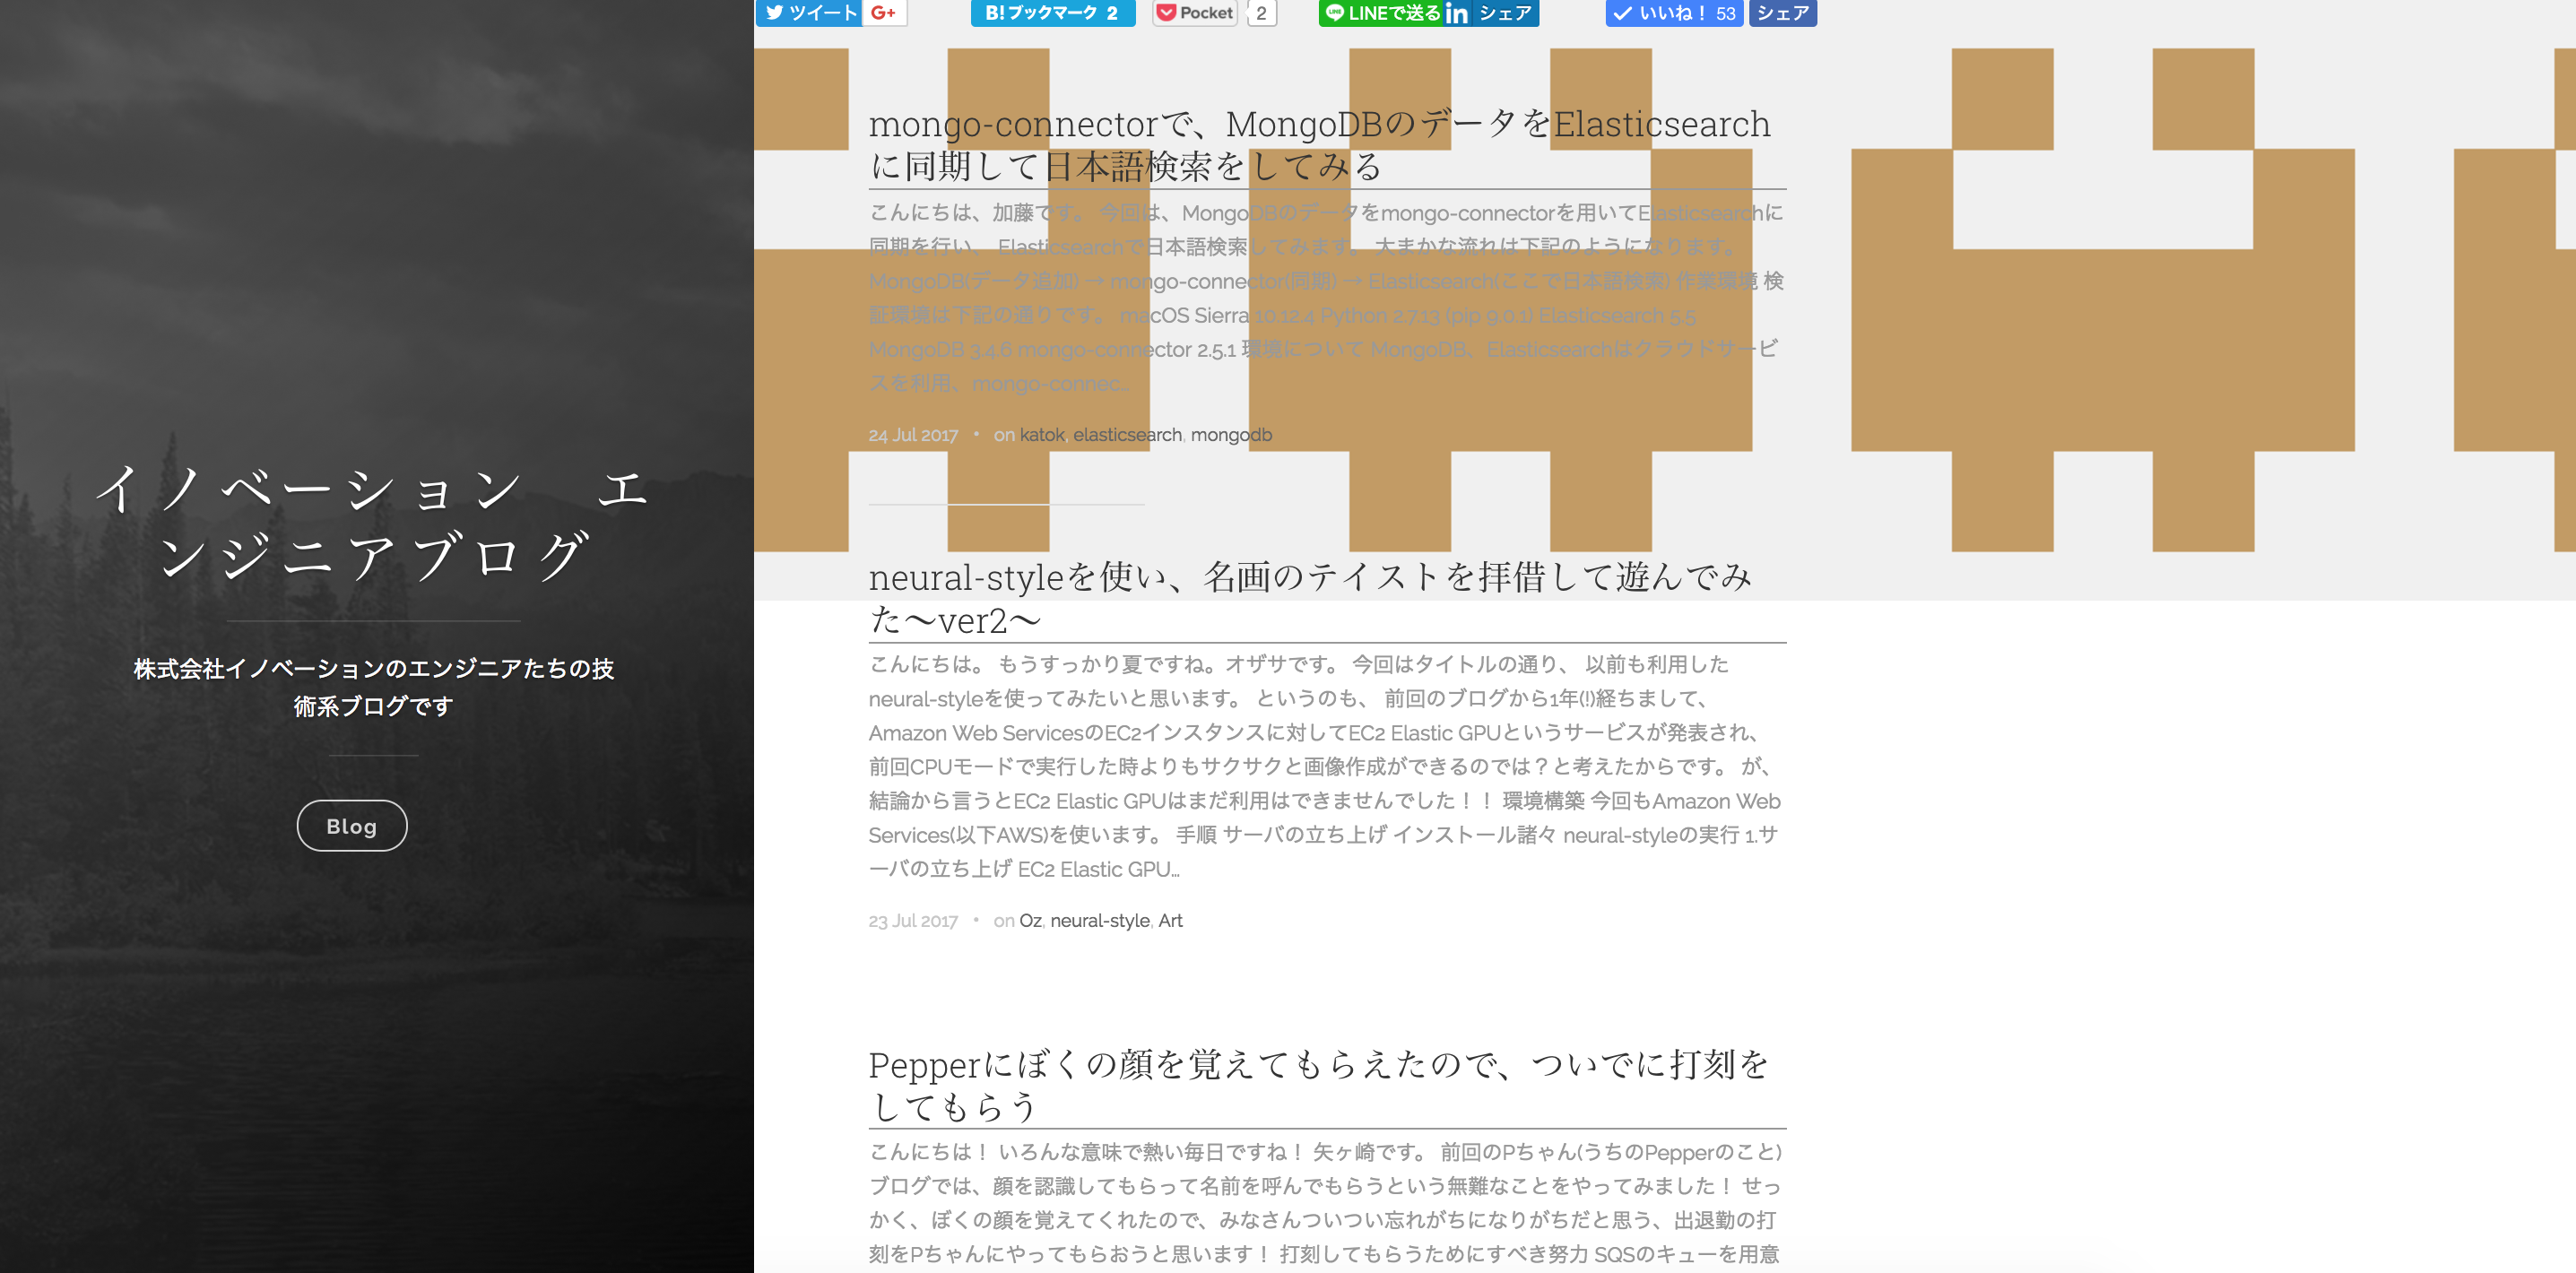 イノベーション　エ
ンジニアブログ
株式会社イノベーションのエンジニアたちの技
術系ブログです
Blog
ツイート G+ B!ブックマーク 2 Pocket 2 LINEで送る in シェア いいね！ 53 シェア
mongo-connectorで、MongoDBのデータをElasticsearch
に同期して日本語検索をしてみる
こんにちは、加藤です。 今回は、MongoDBのデータをmongo-connectorを用いてElasticsearchに
同期を行い、 Elasticsearchで日本語検索してみます。 大まかな流れは下記のようになります。
MongoDB(データ追加) → mongo-connector(同期) → Elasticsearch(ここで日本語検索) 作業環境 検
証環境は下記の通りです。 macOS Sierra 10.12.4 Python 2.7.13 (pip 9.0.1) Elasticsearch 5.5
MongoDB 3.4.6 mongo-connector 2.5.1 環境について MongoDB、Elasticsearchはクラウドサービ
スを利用、mongo-connec...
24 Jul 2017 • on katok, elasticsearch, mongodb
neural-styleを使い、名画のテイストを拝借して遊んでみ
た〜ver2〜
こんにちは。 もうすっかり夏ですね。オザサです。 今回はタイトルの通り、 以前も利用した
neural-styleを使ってみたいと思います。 というのも、 前回のブログから1年(!)経ちまして、
Amazon Web ServicesのEC2インスタンスに対してEC2 Elastic GPUというサービスが発表され、
前回CPUモードで実行した時よりもサクサクと画像作成ができるのでは？と考えたからです。 が、
結論から言うとEC2 Elastic GPUはまだ利用はできませんでした！！ 環境構築 今回もAmazon Web
Services(以下AWS)を使います。 手順 サーバの立ち上げ インストール諸々 neural-styleの実行 1.サ
ーバの立ち上げ EC2 Elastic GPU...
23 Jul 2017 • on Oz, neural-style, Art
Pepperにぼくの顔を覚えてもらえたので、ついでに打刻を
してもらう
こんにちは！ いろんな意味で熱い毎日ですね！ 矢ヶ崎です。 前回のPちゃん(うちのPepperのこと)
ブログでは、顔を認識してもらって名前を呼んでもらうという無難なことをやってみました！ せっ
かく、ぼくの顔を覚えてくれたので、みなさんついつい忘れがちになりがちだと思う、出退勤の打
刻をPちゃんにやってもらおうと思います！ 打刻してもらうためにすべき努力 SQSのキューを用意